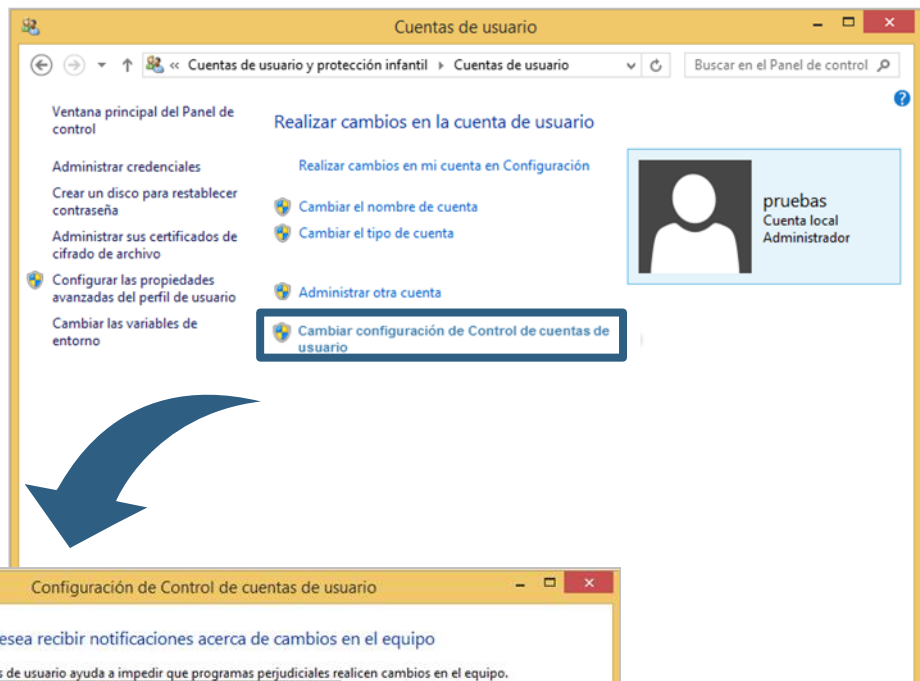 Cuentas de usuario
« Cuentas de usuario y protección infantil ▸ Cuentas de usuario
Buscar en el Panel de control
Ventana principal del Panel de
control
Administrar credenciales
Crear un disco para restablecer
contraseña
Administrar sus certificados de
cifrado de archivo
Configurar las propiedades
avanzadas del perfil de usuario
Cambiar las variables de
entorno
Realizar cambios en la cuenta de usuario
Realizar cambios en mi cuenta en Configuración
Cambiar el nombre de cuenta
Cambiar el tipo de cuenta
Administrar otra cuenta
Cambiar configuración de Control de cuentas de
usuario
pruebas
Cuenta local
Administrador
Configuración de Control de cuentas de usuario
recibir notificaciones acerca de cambios en el equipo
de usuario ayuda a impedir que programas perjudiciales realicen cambios en el equipo.